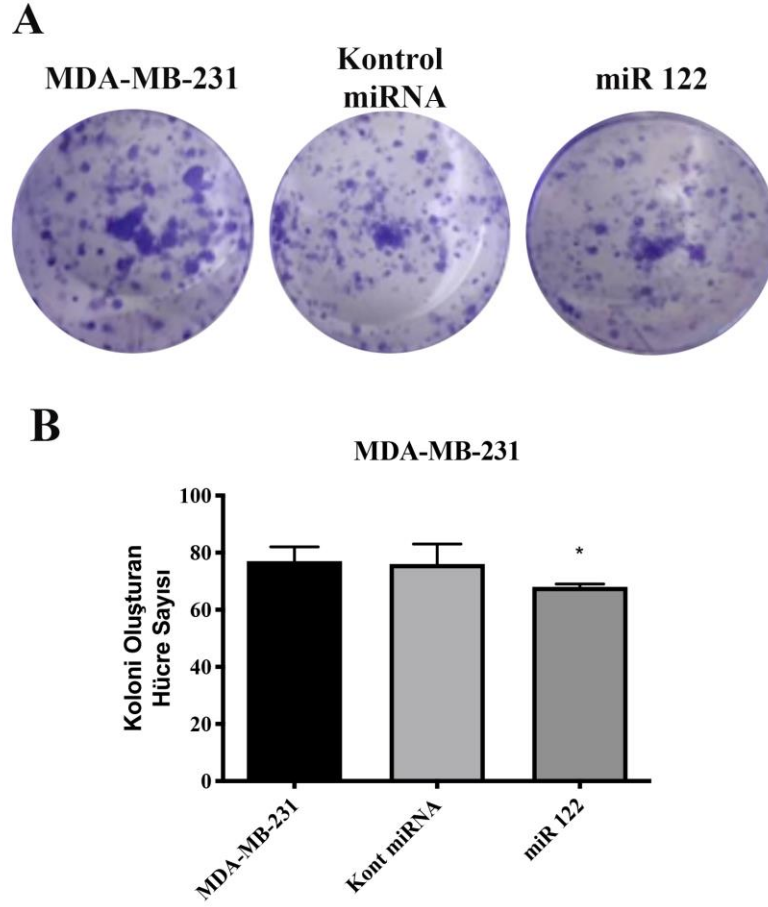 A
MDA-MB-231
Kontrol
miRNA
miR 122
B
MDA-MB-231
Koloni Oluşturan
Hücre Sayısı
100
80
60
40
20
0
*
MDA-MB-231
Kont miRNA
miR 122